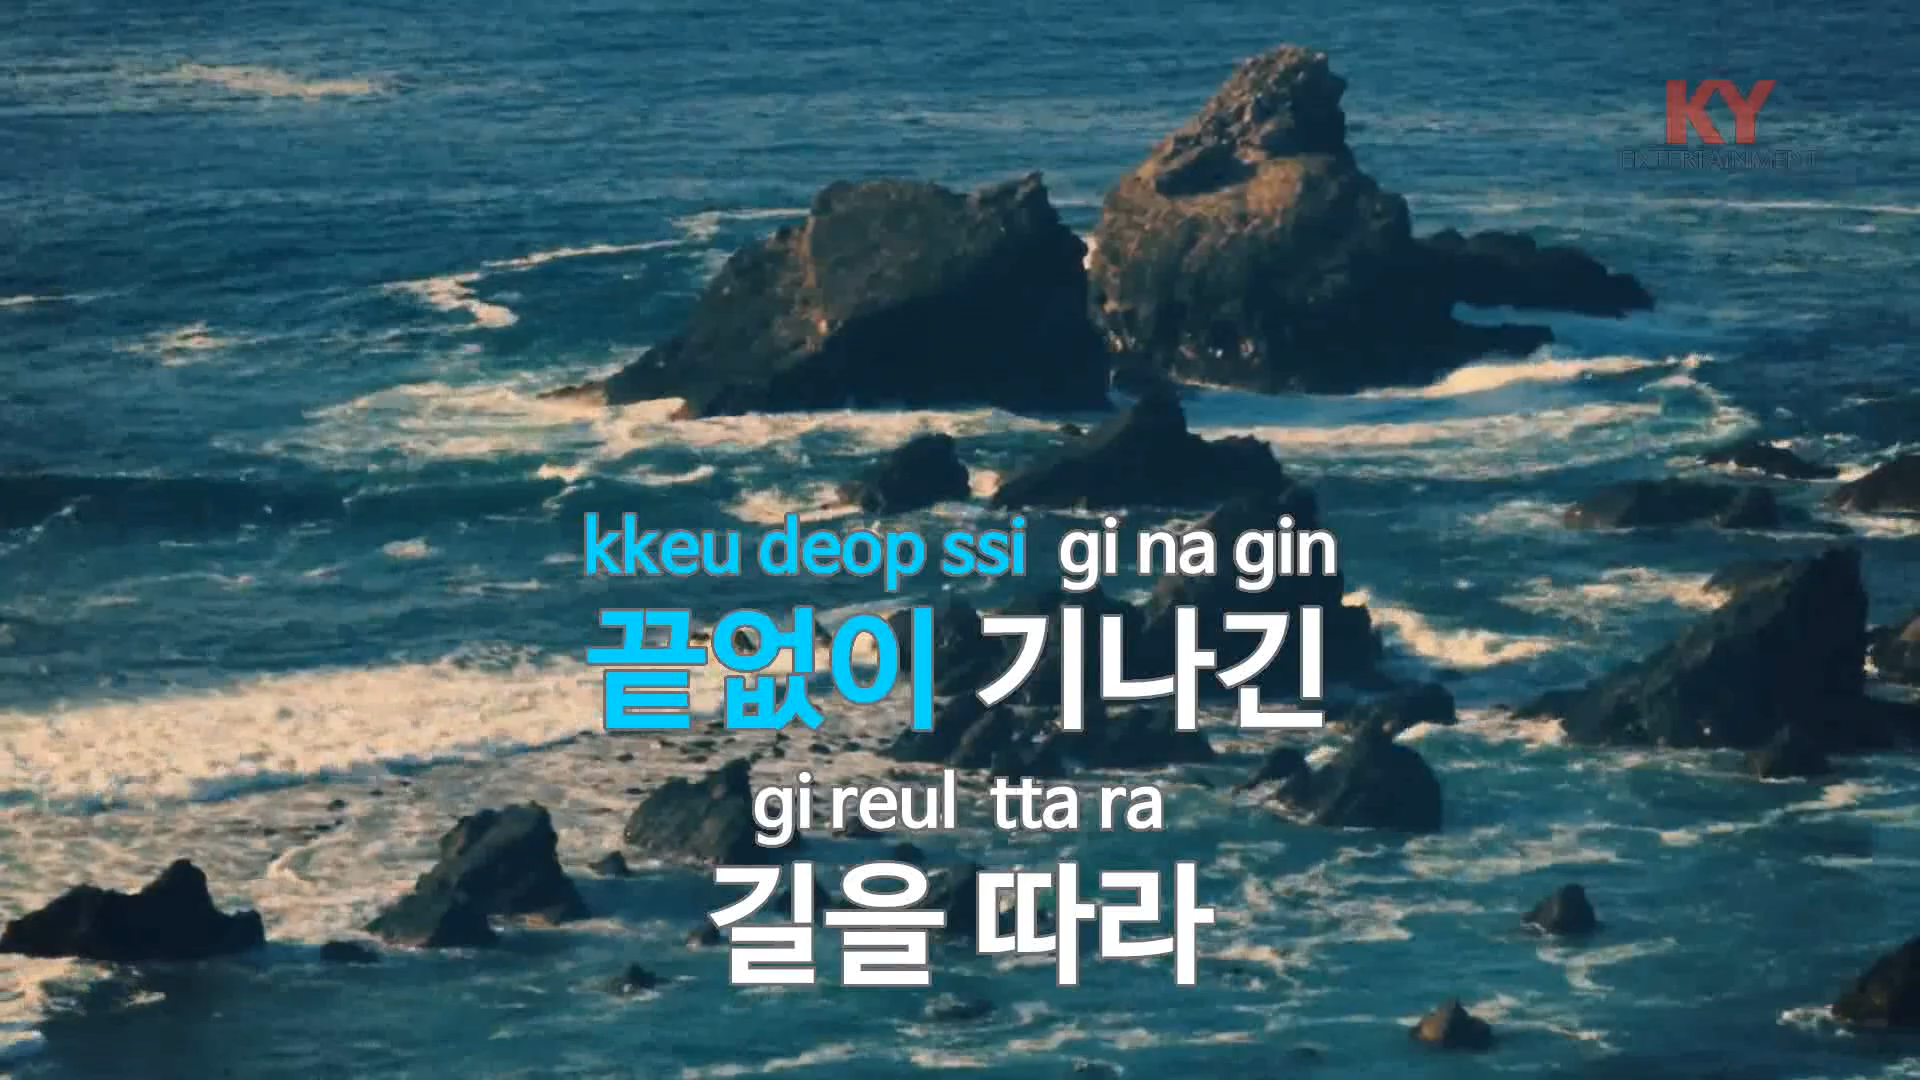 KY
ENTERTAINMENT
kkeu deop ssi gi na gin
끝없이 기나긴
gi reul tta ra
길을 따라